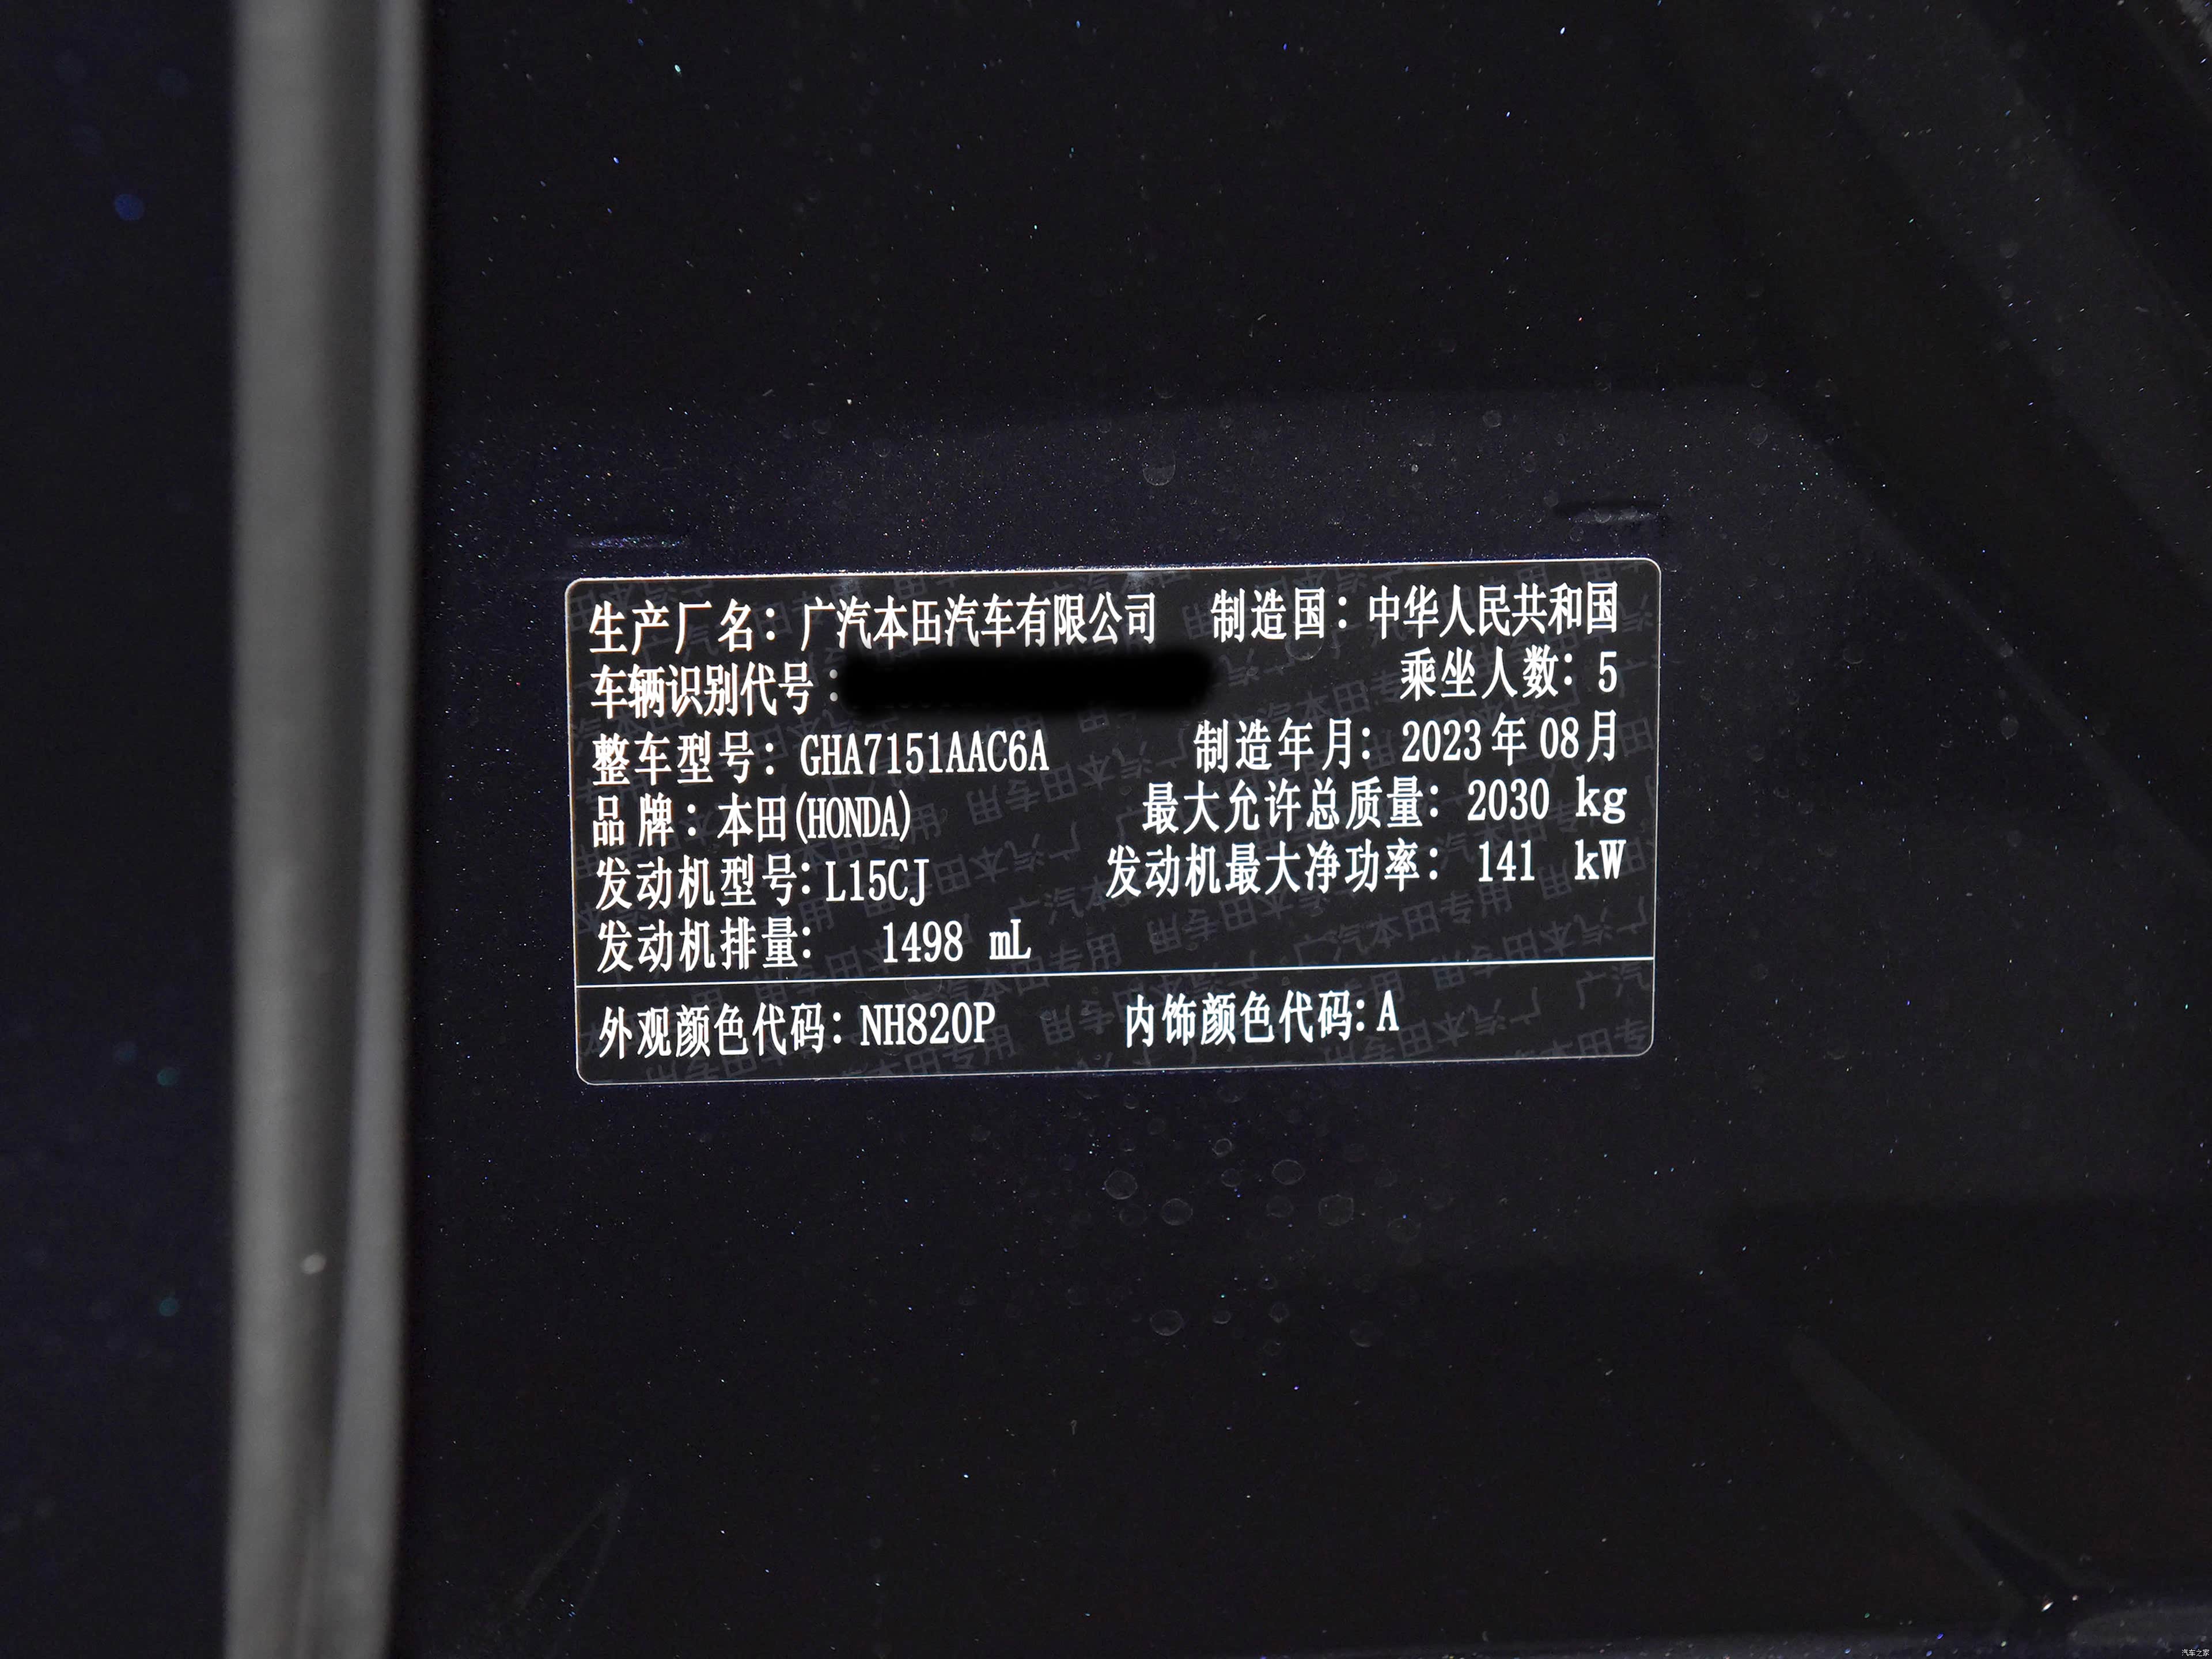 生产厂名：广汽本田汽车有限公司 制造国：中华人民共和国
车辆识别代号： 乘坐人数：5
整车型号：GHA7151AAC6A 制造年月：2023年08月
品牌：本田(HONDA) 最大允许总质量：2030 kg
发动机型号：L15CJ 发动机最大净功率：141 kW
发动机排量： 1498 mL
外观颜色代码：NH820P 内饰颜色代码：A
汽车之家